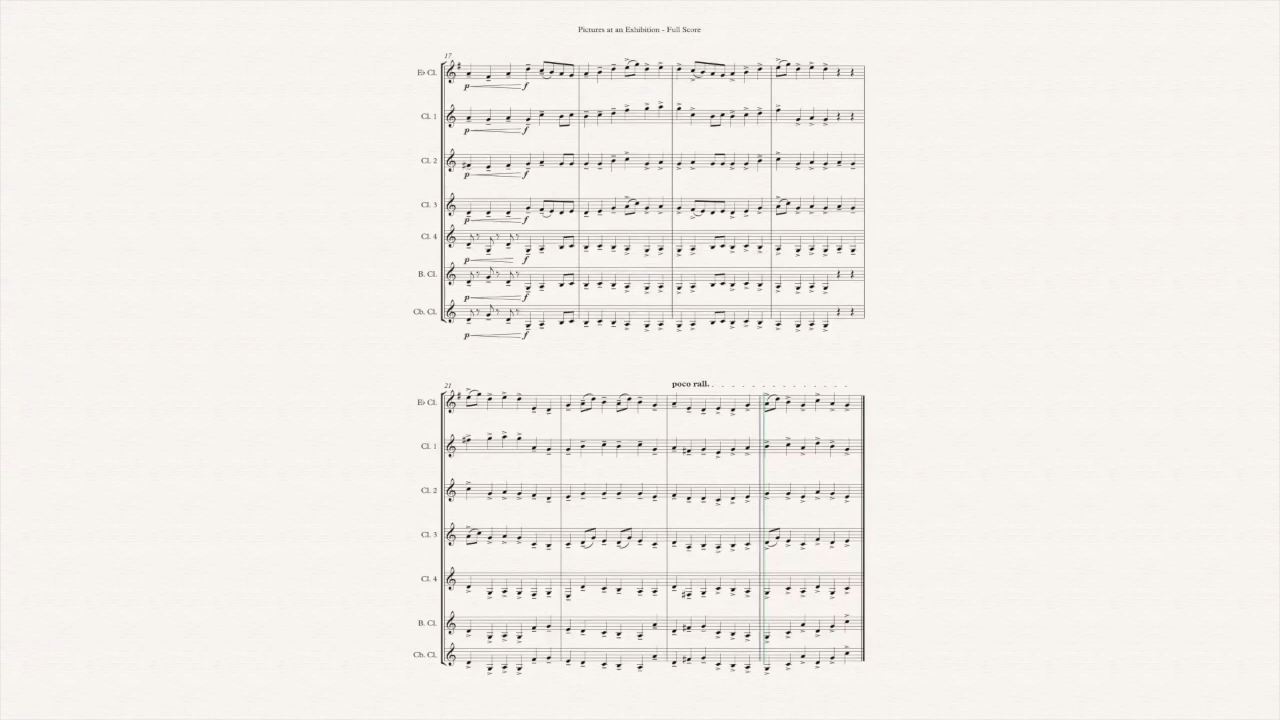 Pictures at an Exhibition - Full Score
17
E♭ Cl.
p f
Cl. 1
p f
Cl. 2
p f
Cl. 3
p f
Cl. 4
p f
B. Cl.
p f
Cb. Cl.
p f
poco rall.
21
E♭ Cl.
Cl. 1
Cl. 2
Cl. 3
Cl. 4
B. Cl.
Cb. Cl.